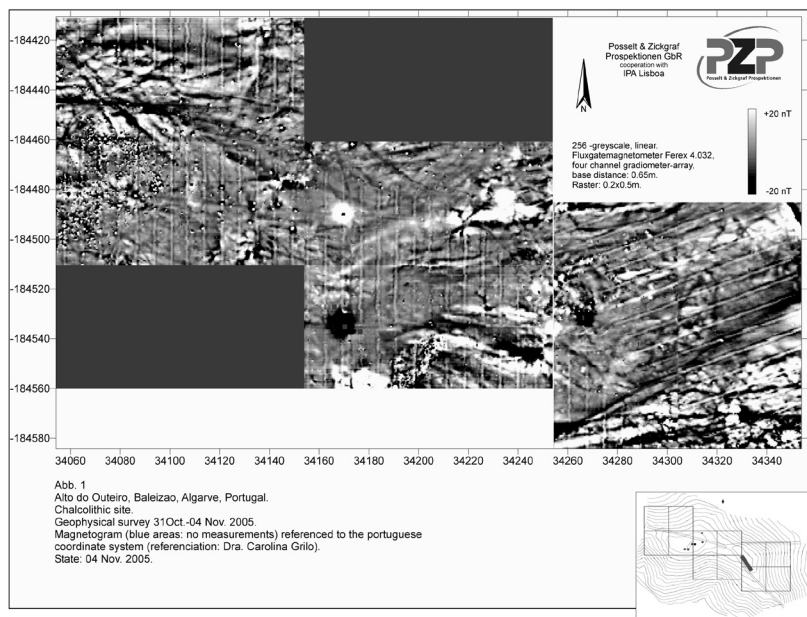 -184420
-184440
-184460
-184480
-184500
-184520
-184540
-184560
-184580
34060 34080 34100 34120 34140 34160 34180 34200 34220 34240 34260 34280 34300 34320 34340
Posselt & Zickgraf
Prospektionen GbR
cooperation with
IPA Lisboa
PZP
Posselt & Zickgraf Prospektionen
N
+20 nT
-20 nT
256 -greyscale, linear.
Fluxgatemagnetometer Ferex 4.032,
four channel gradiometer-array,
base distance: 0.65m.
Raster: 0.2x0.5m.
Abb. 1
Alto do Outeiro, Baleizao, Algarve, Portugal.
Chalcolithic site.
Geophysical survey 31Oct.-04 Nov. 2005.
Magnetogram (blue areas: no measurements) referenced to the portuguese
coordinate system (referenciation: Dra. Carolina Grilo).
State: 04 Nov. 2005.